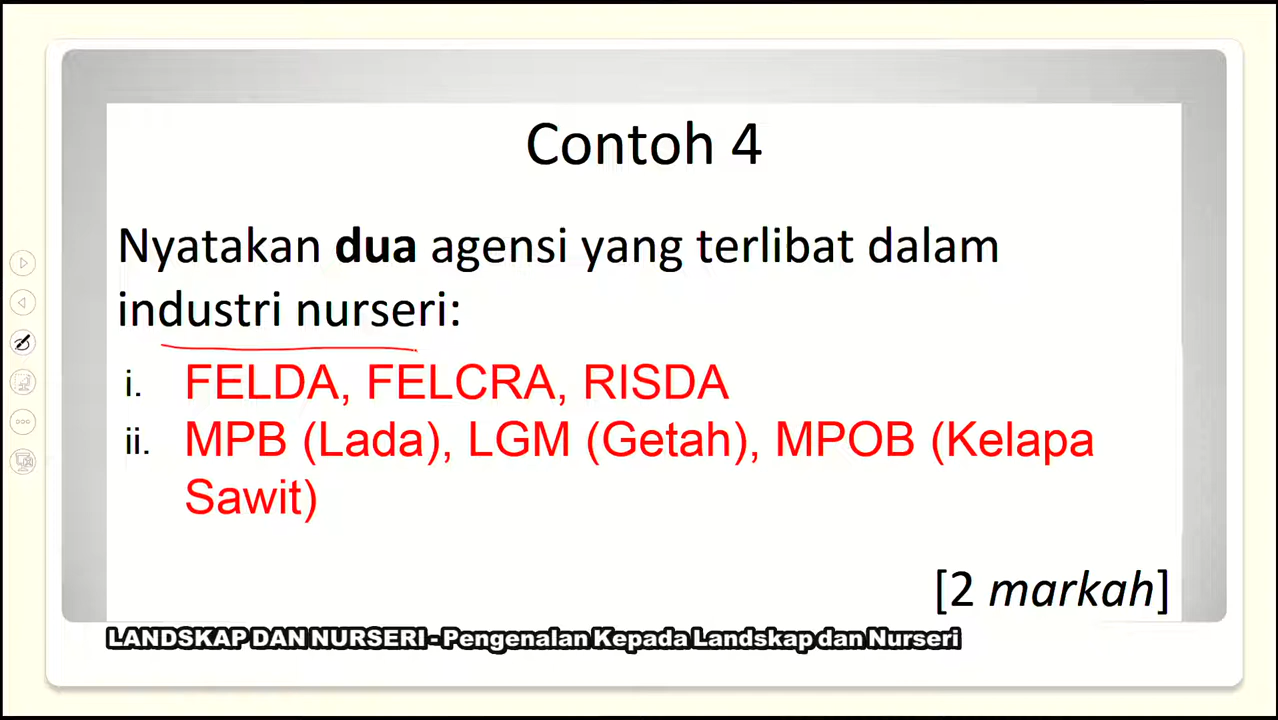 Contoh 4
Nyatakan dua agensi yang terlibat dalam
industri nurseri:
i. FELDA, FELCRA, RISDA
ii. MPB (Lada), LGM (Getah), MPOB (Kelapa
Sawit)
[2 markah]
LANDSKAP DAN NURSERI - Pengenalan Kepada Landskap dan Nurseri